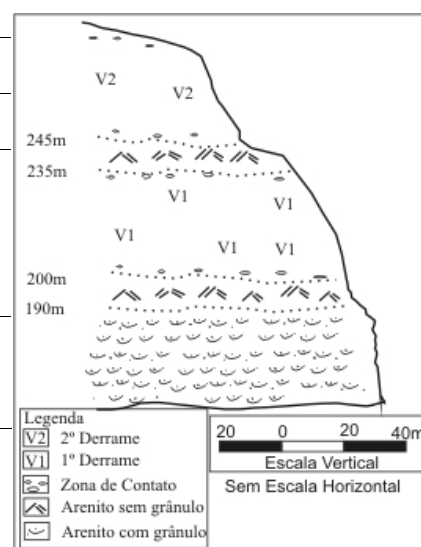 V2
V2
245m
235m
V1
V1
V1
V1
V1
200m
190m
Legenda
V2 2º Derrame
V1 1º Derrame
Zona de Contato
Arenito sem grânulo
Arenito com grânulo
20 0 20 40m
Escala Vertical
Sem Escala Horizontal